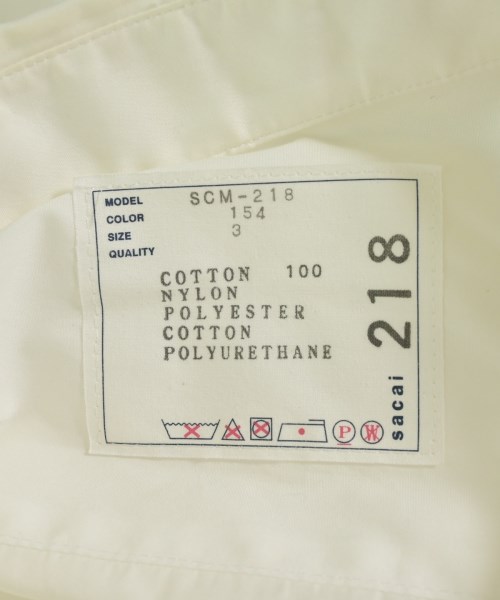 MODEL SCM-218
COLOR 154
SIZE 3
QUALITY
COTTON 100
NYLON
POLYESTER
COTTON
POLYURETHANE
P W
sacai 218